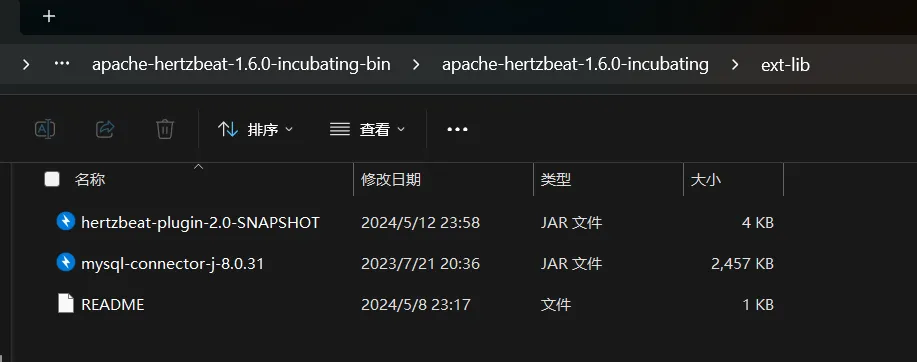 +
> ··· apache-hertzbeat-1.6.0-incubating-bin > apache-hertzbeat-1.6.0-incubating > ext-lib
排序 查看 ···
名称 修改日期 类型 大小
hertzbeat-plugin-2.0-SNAPSHOT 2024/5/12 23:58 JAR 文件 4 KB
mysql-connector-j-8.0.31 2023/7/21 20:36 JAR 文件 2,457 KB
README 2024/5/8 23:17 文件 1 KB